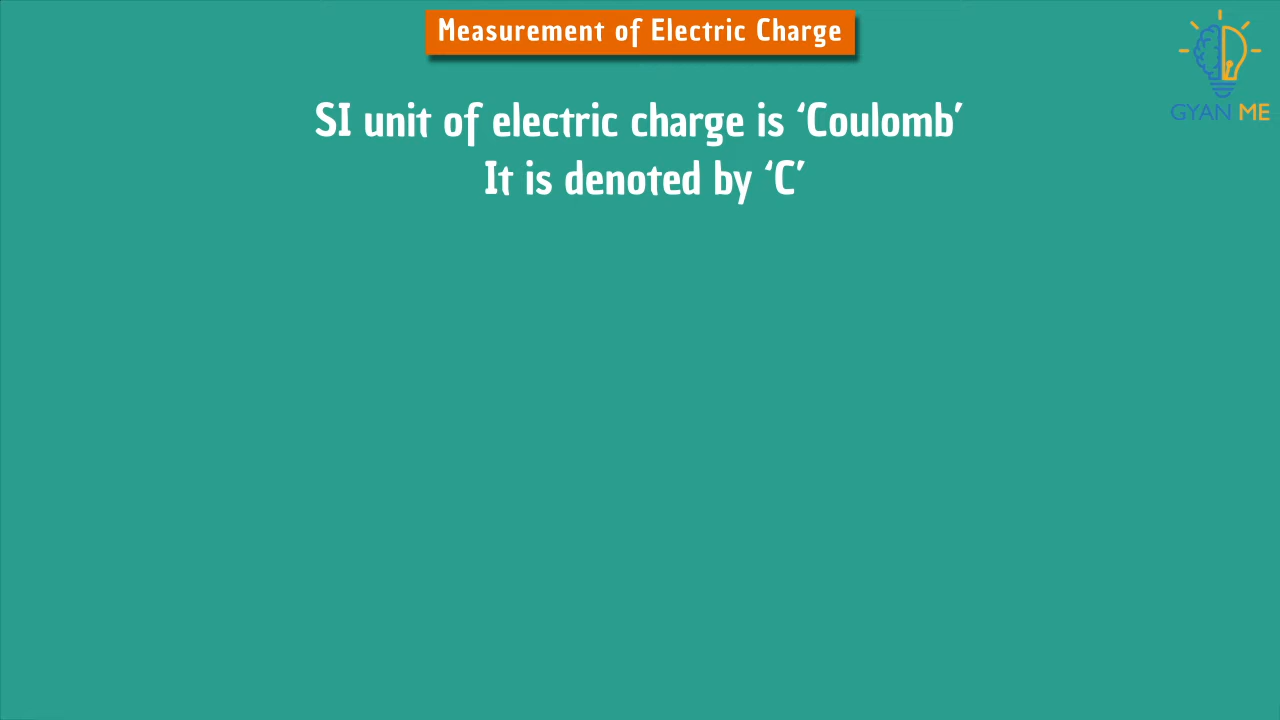 Measurement of Electric Charge
GYAN ME
SI unit of electric charge is ‘Coulomb’
It is denoted by ‘C’